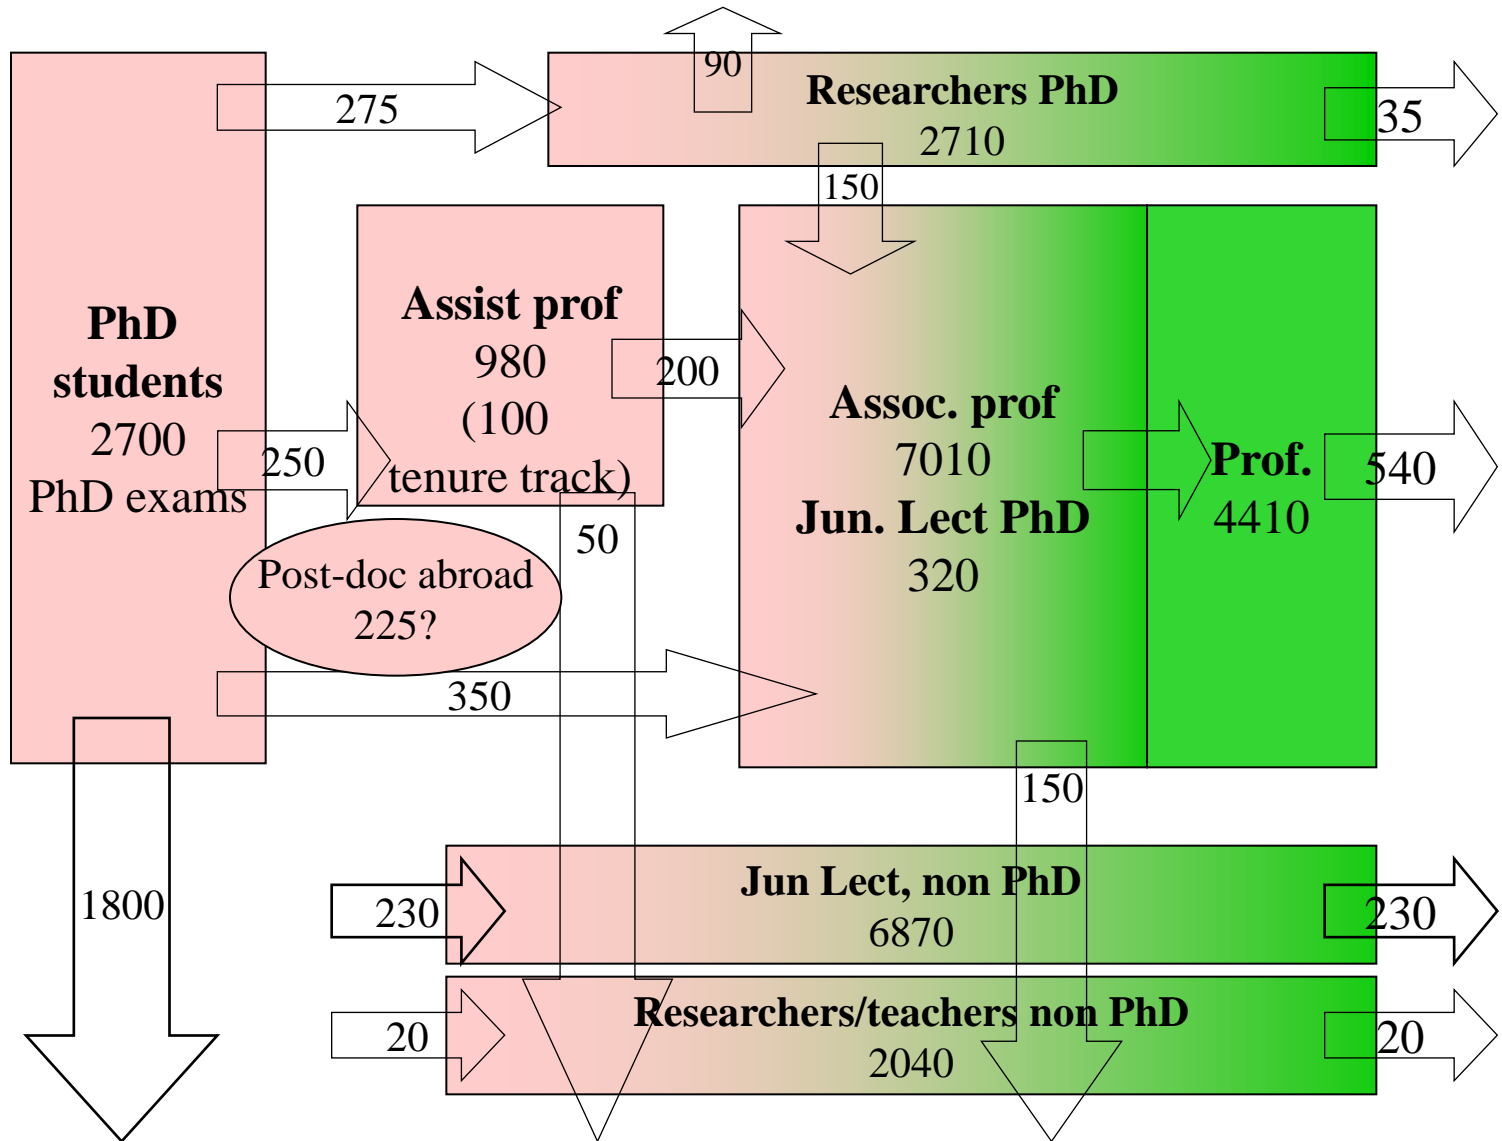 90
275
Researchers PhD
2710
35
150
PhD
students
2700
PhD exams
Assist prof
980
(100
tenure track)
200
250
Assoc. prof
7010
Jun. Lect PhD
320
Prof.
4410
540
50
Post-doc abroad
225?
350
150
1800
230
Jun Lect, non PhD
6870
230
20
Researchers/teachers non PhD
2040
20